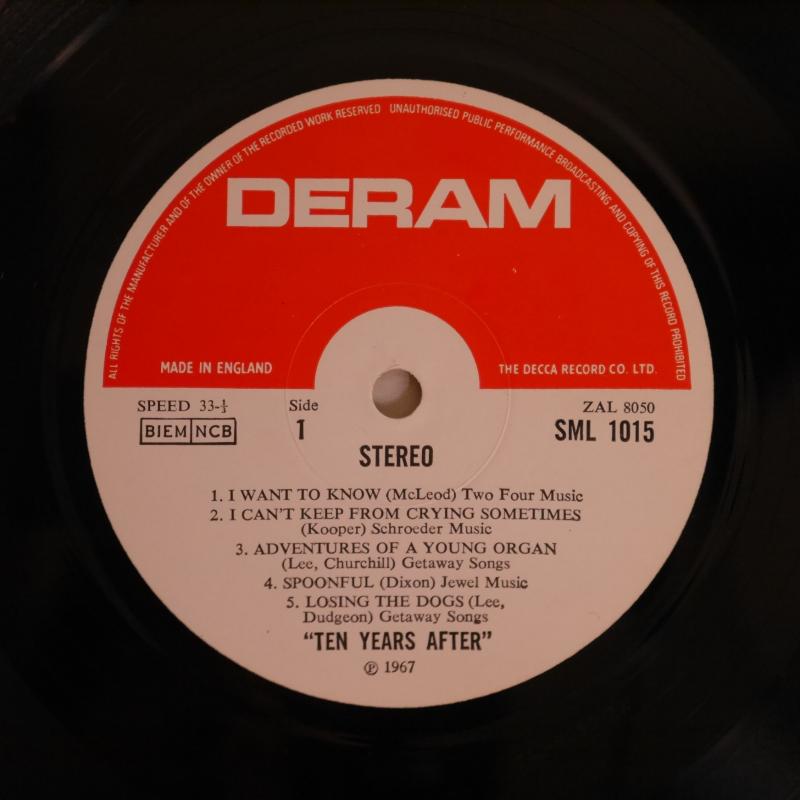 ALL RIGHTS OF THE MANUFACTURER AND OF THE OWNER OF THE RECORDED WORK RESERVED UNAUTHORISED PUBLIC PERFORMANCE BROADCASTING AND COPYING OF THIS RECORD PROHIBITED
DERAM
MADE IN ENGLAND
THE DECCA RECORD CO. LTD.
SPEED 33-⅓
Side
ZAL 8050
BIEM NCB
1
SML 1015
STEREO
1. I WANT TO KNOW (McLeod) Two Four Music
2. I CAN'T KEEP FROM CRYING SOMETIMES
(Kooper) Schroeder Music
3. ADVENTURES OF A YOUNG ORGAN
(Lee, Churchill) Getaway Songs
4. SPOONFUL (Dixon) Jewel Music
5. LOSING THE DOGS (Lee,
Dudgeon) Getaway Songs
"TEN YEARS AFTER"
℗ 1967